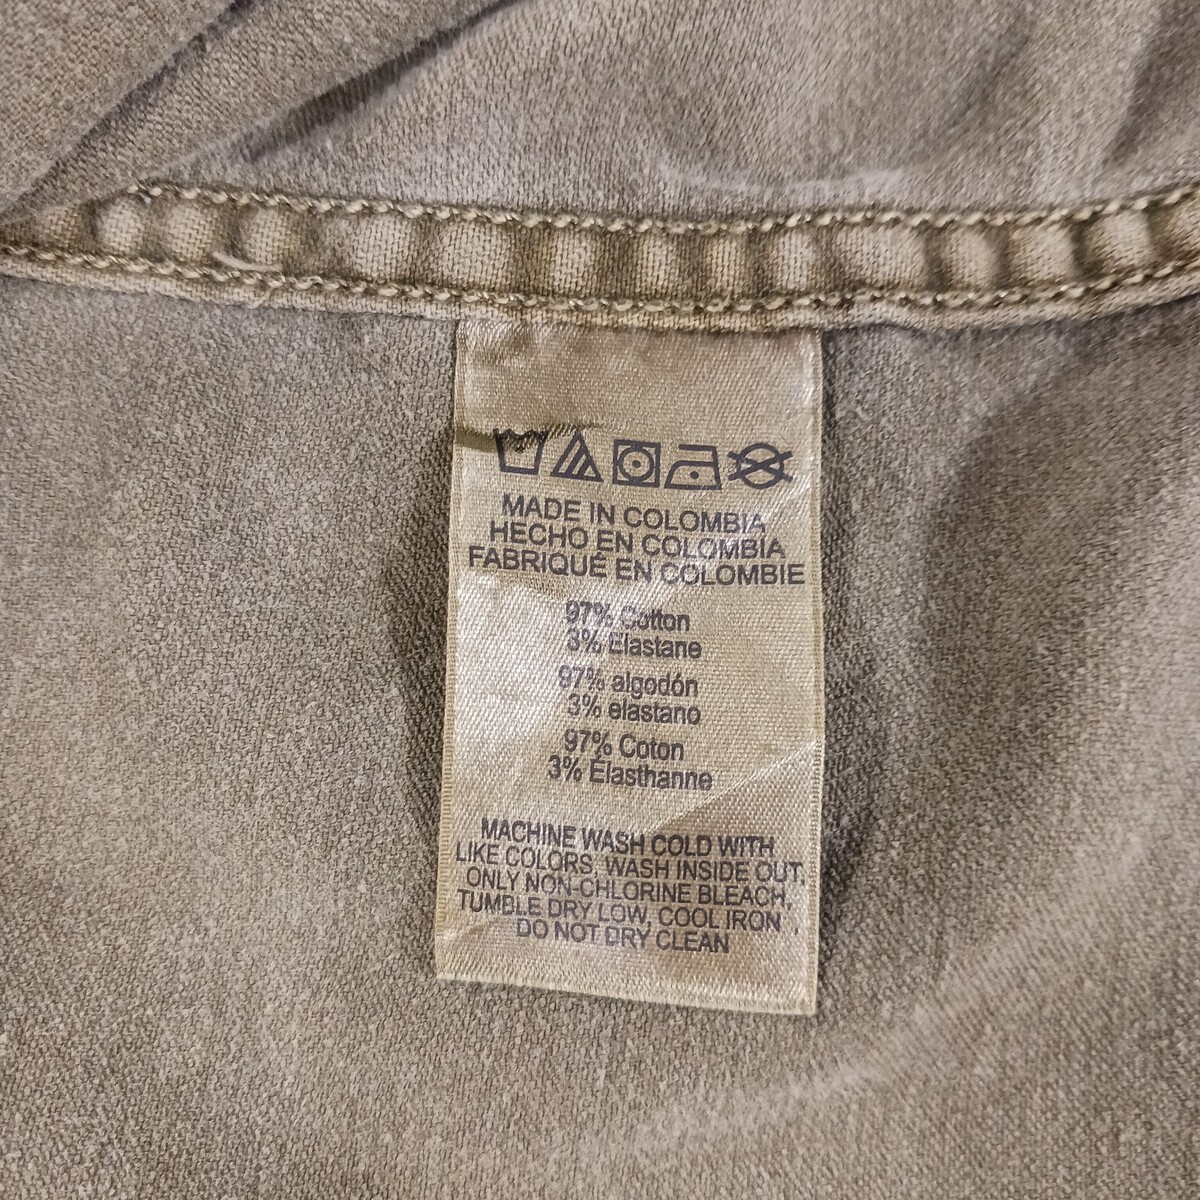 MADE IN COLOMBIA
HECHO EN COLOMBIA
FABRIQUÉ EN COLOMBIE
97% Cotton
3% Elastane
97% algodón
3% elastano
97% Coton
3% Élasthanne
MACHINE WASH COLD WITH
LIKE COLORS, WASH INSIDE OUT,
ONLY NON-CHLORINE BLEACH,
TUMBLE DRY LOW, COOL IRON ,
DO NOT DRY CLEAN